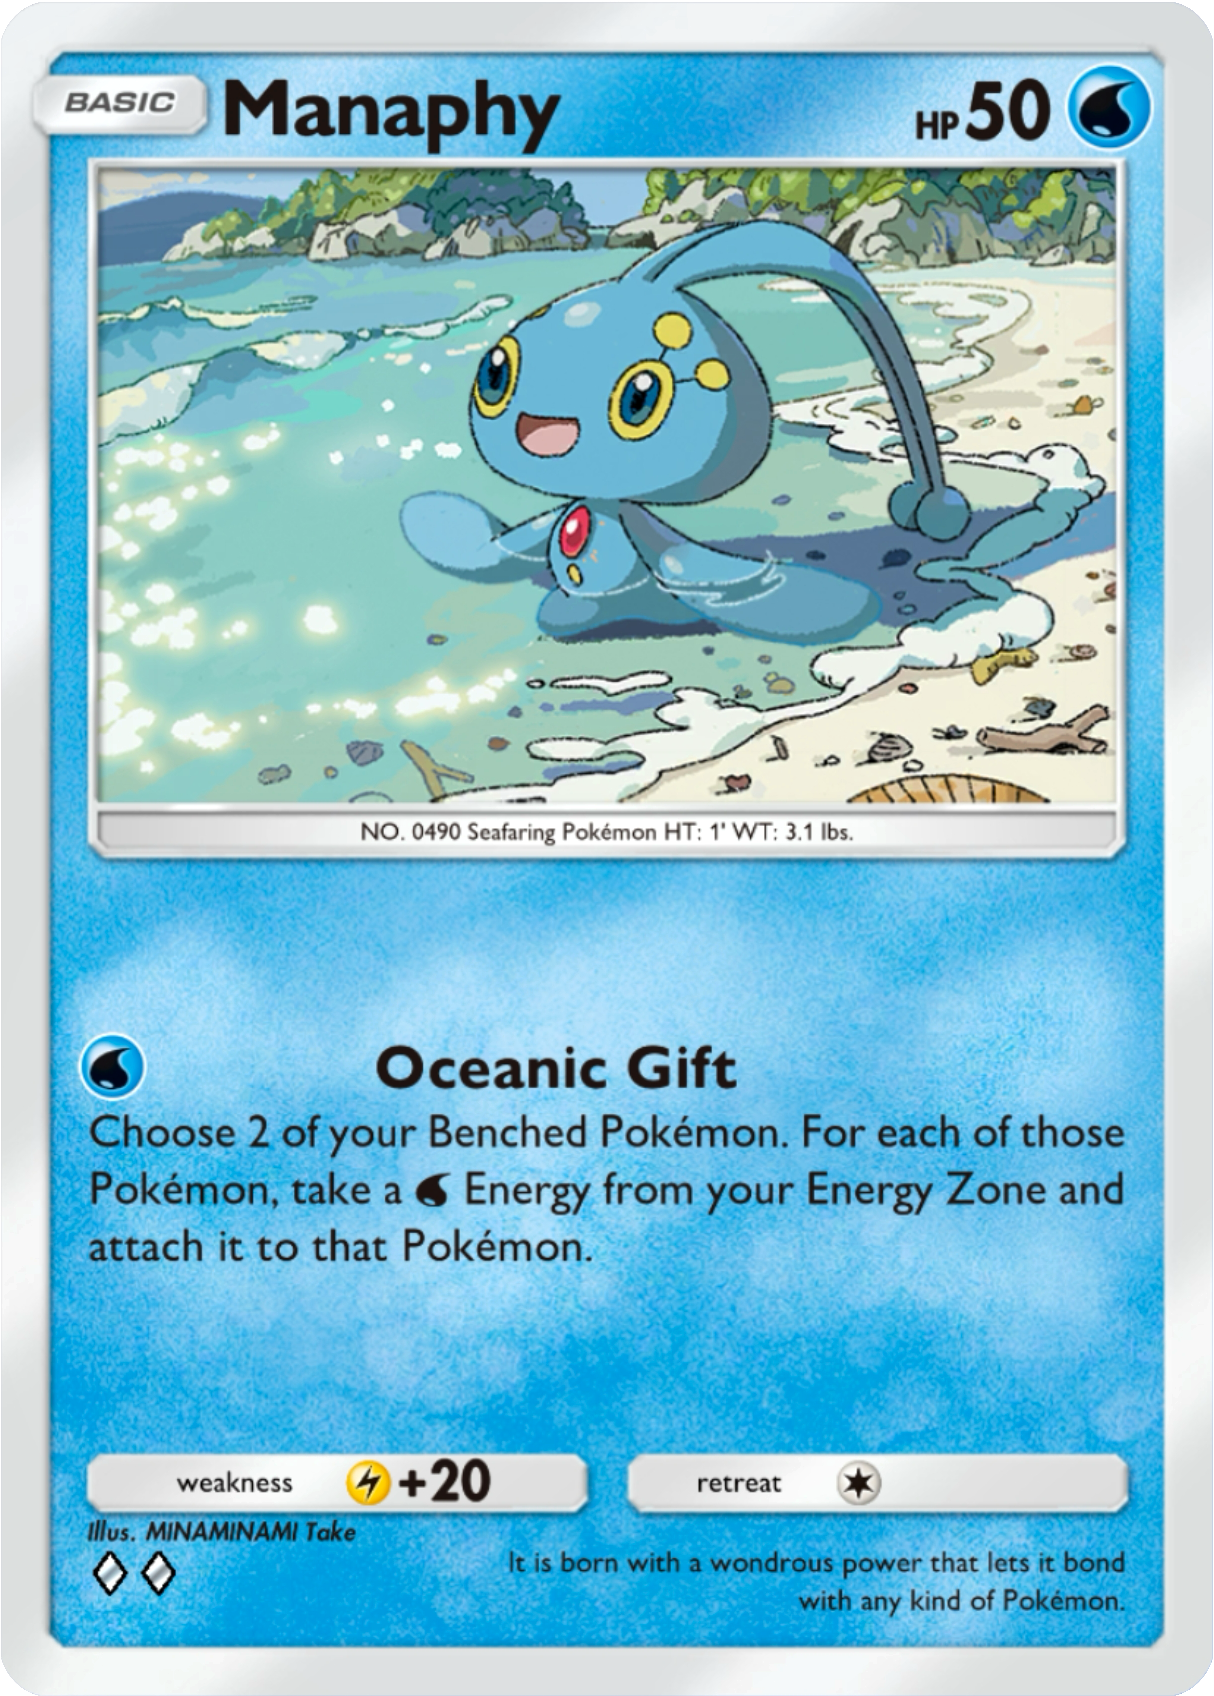 BASIC Manaphy HP 50
NO. 0490 Seafaring Pokémon HT: 1' WT: 3.1 lbs.
Oceanic Gift
Choose 2 of your Benched Pokémon. For each of those
Pokémon, take a Energy from your Energy Zone and
attach it to that Pokémon.
weakness +20 retreat
Illus. MINAMINAMI Take
It is born with a wondrous power that lets it bond
with any kind of Pokémon.